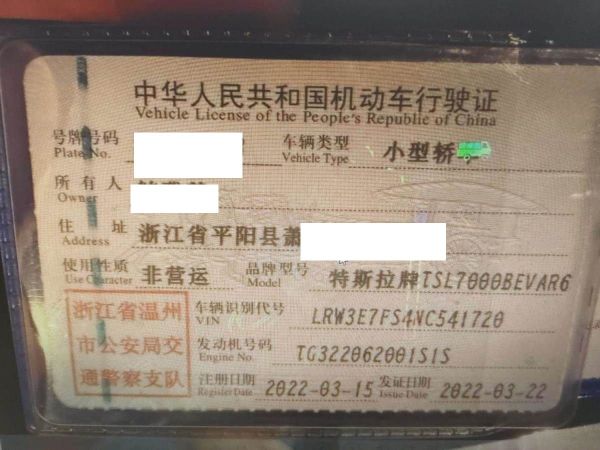 中华人民共和国机动车行驶证
Vehicle License of the People's Republic of China
号牌号码
Plate No.
车辆类型 小型轿车
Vehicle Type
所有人
Owner
住址 浙江省平阳县萧
Address
使用性质 非营运 品牌型号 特斯拉牌TSL7000BEVAR6
Use Character Model
浙江省温州市公安局交通警察支队
车辆识别代号 LRW3E7FS4NC541720
VIN
发动机号码 TG322062001S1S
Engine No.
注册日期 2022-03-15 发证日期 2022-03-22
Register Date Issue Date